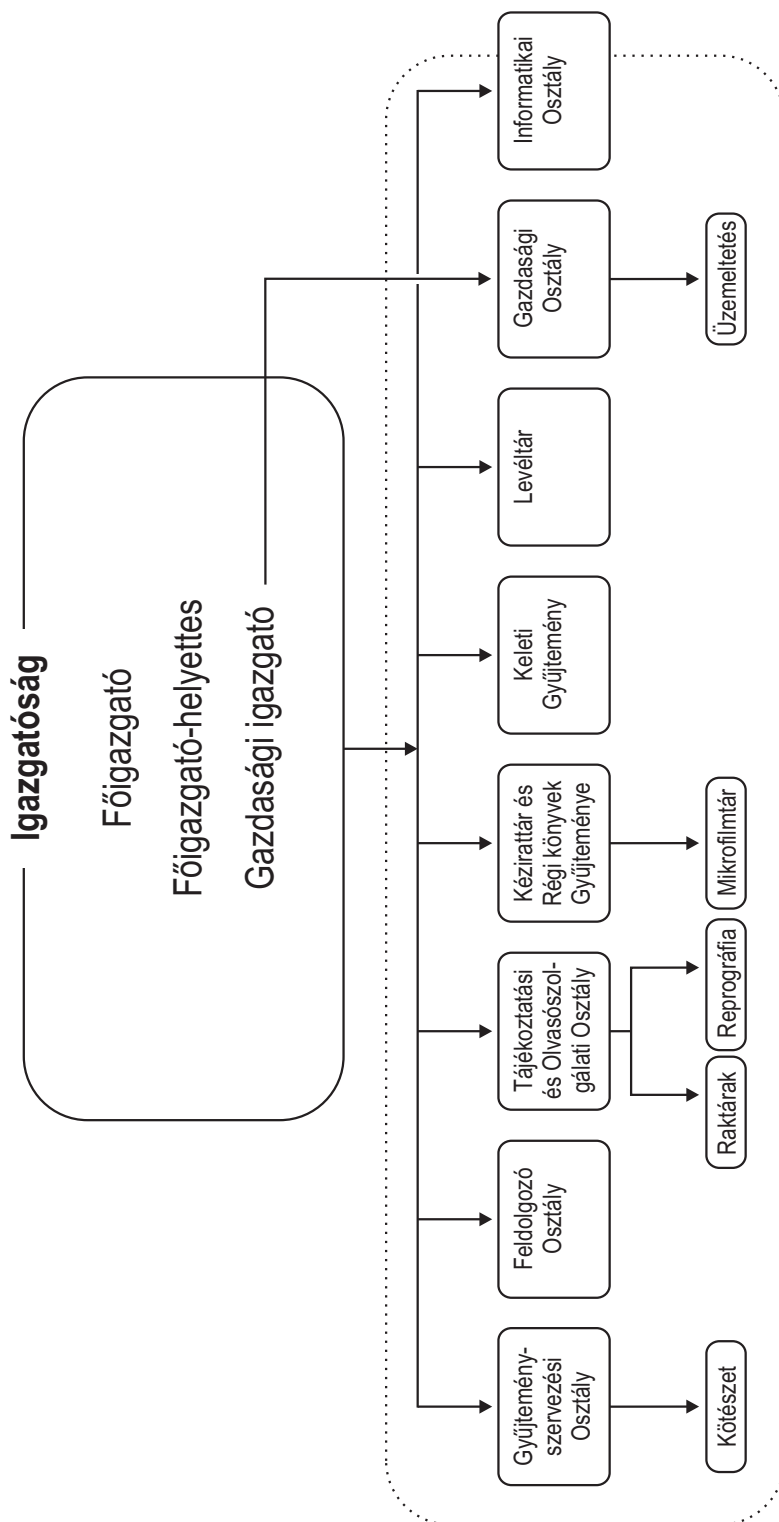 Igazgatóság
Főigazgató
Főigazgató-helyettes
Gazdasági igazgató
Gyűjtemény-
szervezési
Osztály
Feldolgozó
Osztály
Tájékoztatási
és Olvasószol-
gálati Osztály
Kézirattár és
Régi könyvek
Gyűjteménye
Keleti
Gyűjtemény
Levéltár
Gazdasági
Osztály
Informatikai
Osztály
Kötészet
Raktárak
Reprográfia
Mikrofilmtár
Üzemeltetés